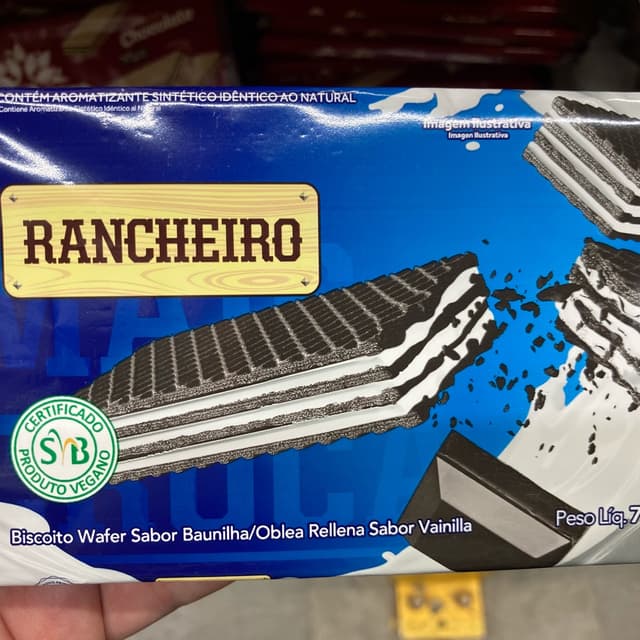 Chocolate
CONTÉM AROMATIZANTE SINTÉTICO IDÊNTICO AO NATURAL
Contiene Aromatizante Sintético Idéntico al Natural
Imagem Ilustrativa
Imagen Ilustrativa
RANCHEIRO
CERTIFICADO
SVB
PRODUTO VEGANO
Biscoito Wafer Sabor Baunilha/Oblea Rellena Sabor Vainilla
Peso Líq. 7